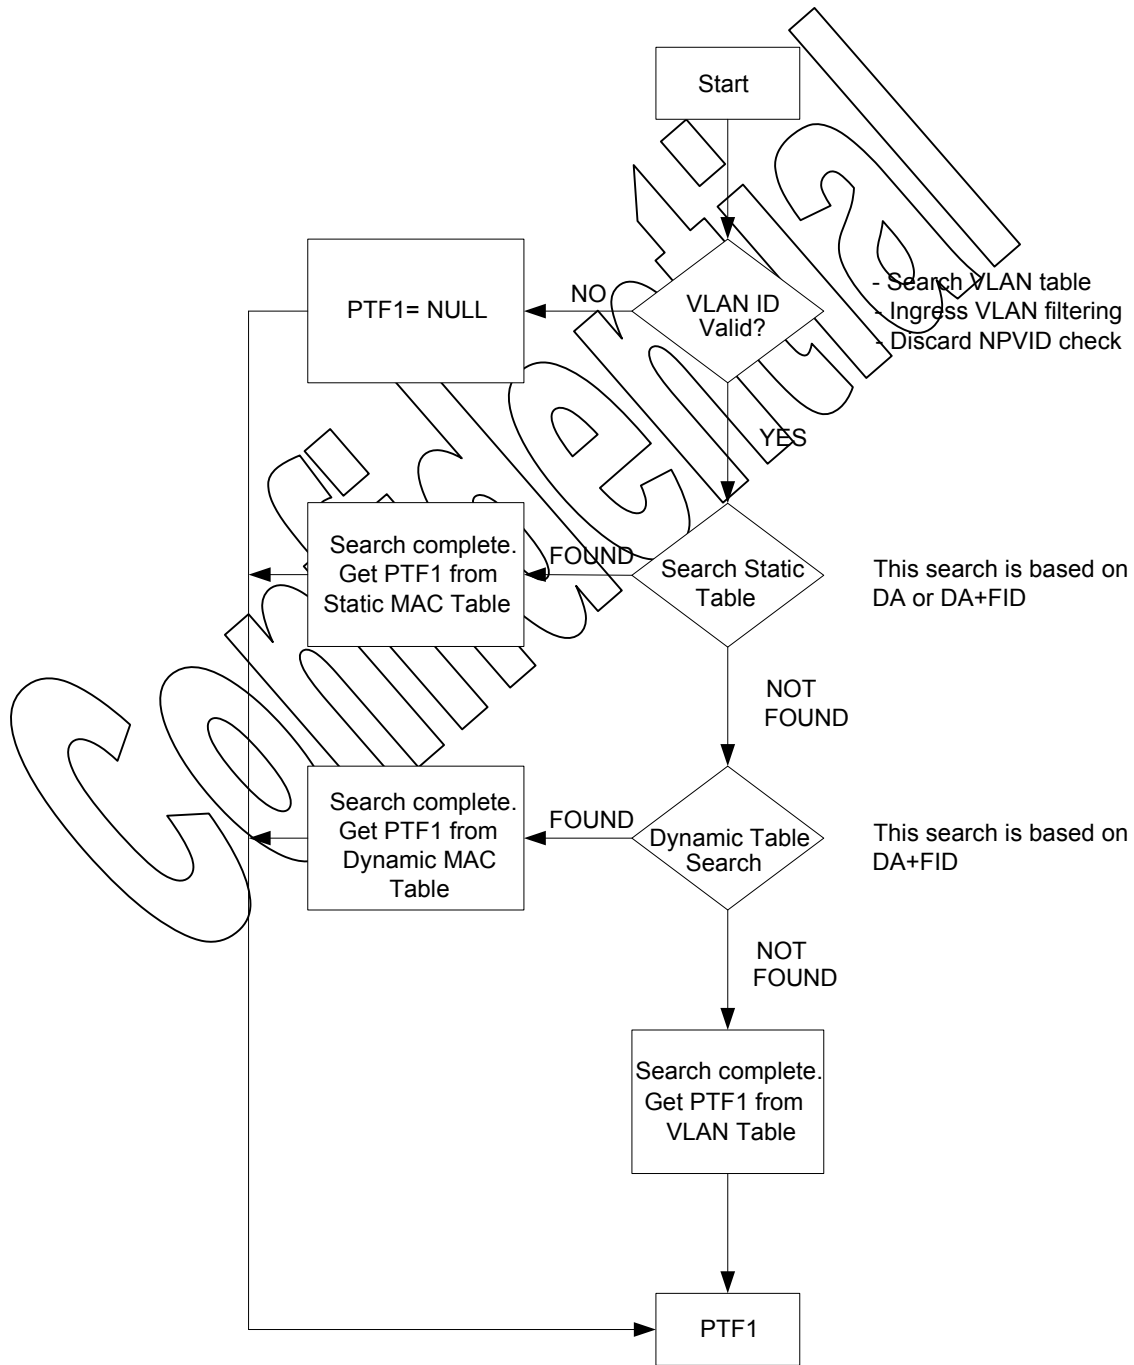 Start
PTF1= NULL
NO
VLAN ID
Valid?
- Search VLAN table
- Ingress VLAN filtering
- Discard NPVID check
YES
Search complete.
Get PTF1 from
Static MAC Table
FOUND
Search Static
Table
This search is based on
DA or DA+FID
NOT
FOUND
Search complete.
Get PTF1 from
Dynamic MAC
Table
FOUND
Dynamic Table
Search
This search is based on
DA+FID
NOT
FOUND
Search complete.
Get PTF1 from
VLAN Table
PTF1
Confidential